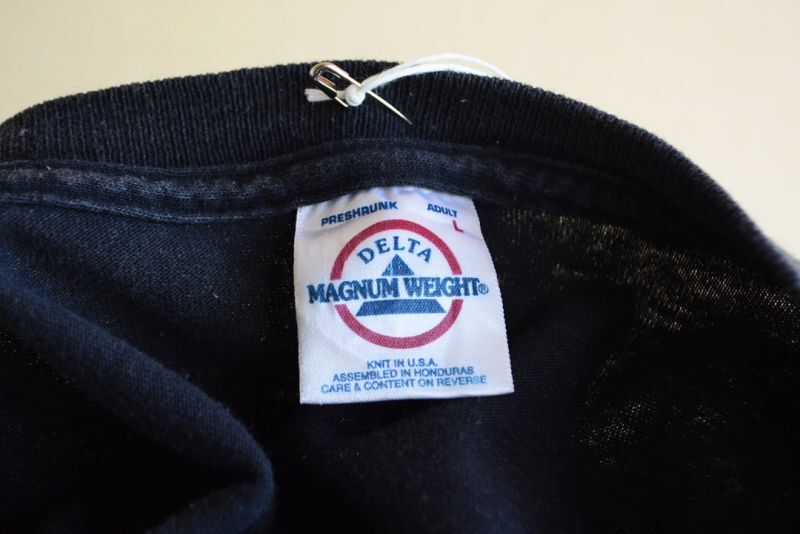 PRESHRUNK ADULT
L
DELTA
MAGNUM WEIGHT®
KNIT IN U.S.A.
ASSEMBLED IN HONDURAS
CARE & CONTENT ON REVERSE